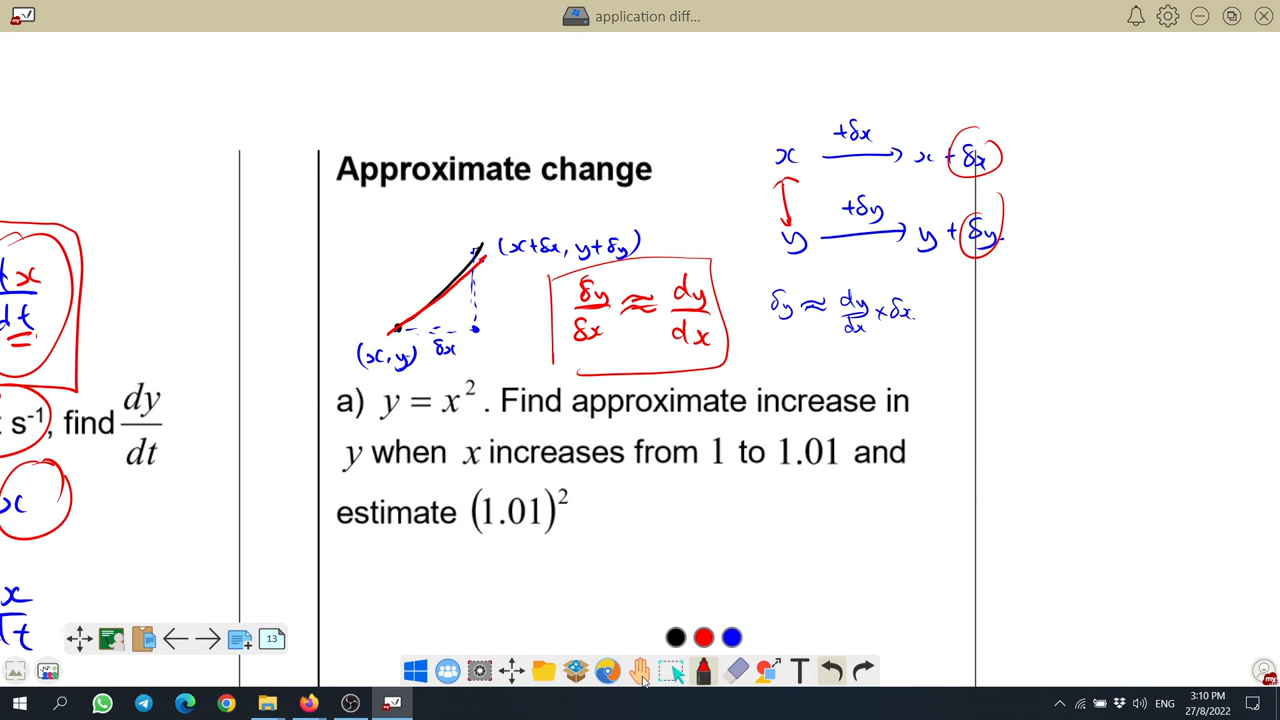 application diff...
Approximate change
x +δx → x + δx
y +δy → y + δy
(x+δx, y+δy)
(x, y) δx
δy/δx ≈ dy/dx
δy ≈ dy/dx × δx
a) y = x². Find approximate increase in
y when x increases from 1 to 1.01 and
estimate (1.01)²
x
dt
s⁻¹, find dy/dt
x
x
13
T
ENG
3:10 PM
27/8/2022